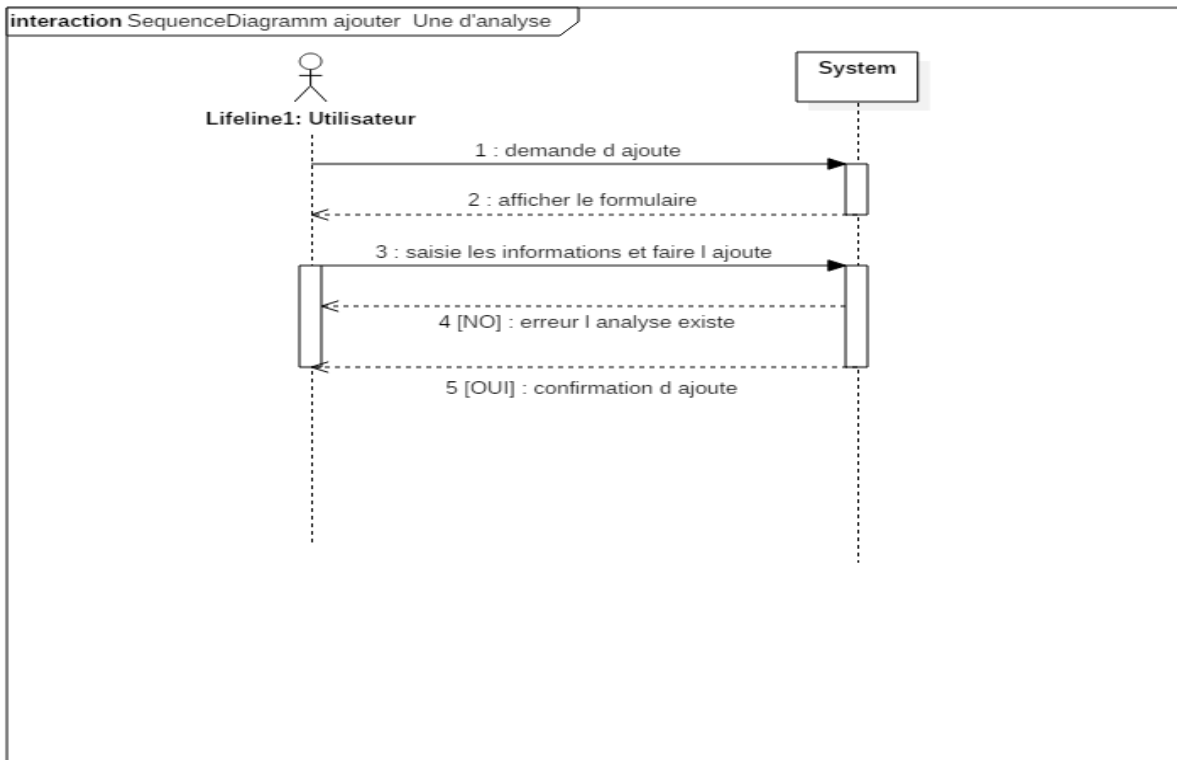 interaction SequenceDiagramm ajouter Une d'analyse
System
Lifeline1: Utilisateur
1 : demande d ajoute
2 : afficher le formulaire
3 : saisie les informations et faire l ajoute
4 [NO] : erreur l analyse existe
5 [OUI] : confirmation d ajoute